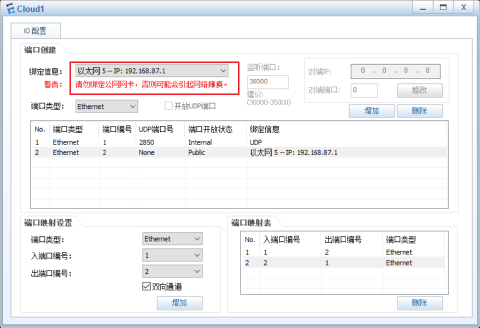 Cloud1
IO 配置
端口创建
绑定信息: 以太网 5 -- IP: 192.168.87.1
警告: 请勿绑定公网网卡，否则可能会引起网络瘫痪。
端口类型: Ethernet 开放UDP端口
监听端口:
30000
建议:
(30000-35000)
对端IP: 0 . 0 . 0 . 0
对端端口: 0 修改
增加 删除
No. 端口类型 端口编号 UDP端口号 端口开放状态 绑定信息
1 Ethernet 1 2850 Internal UDP
2 Ethernet 2 None Public 以太网 5 -- IP: 192.168.87.1
端口映射设置
端口类型: Ethernet
入端口编号: 1
出端口编号: 2
双向通道
增加
端口映射表
No. 入端口编号 出端口编号 端口类型
1 1 2 Ethernet
2 2 1 Ethernet
删除